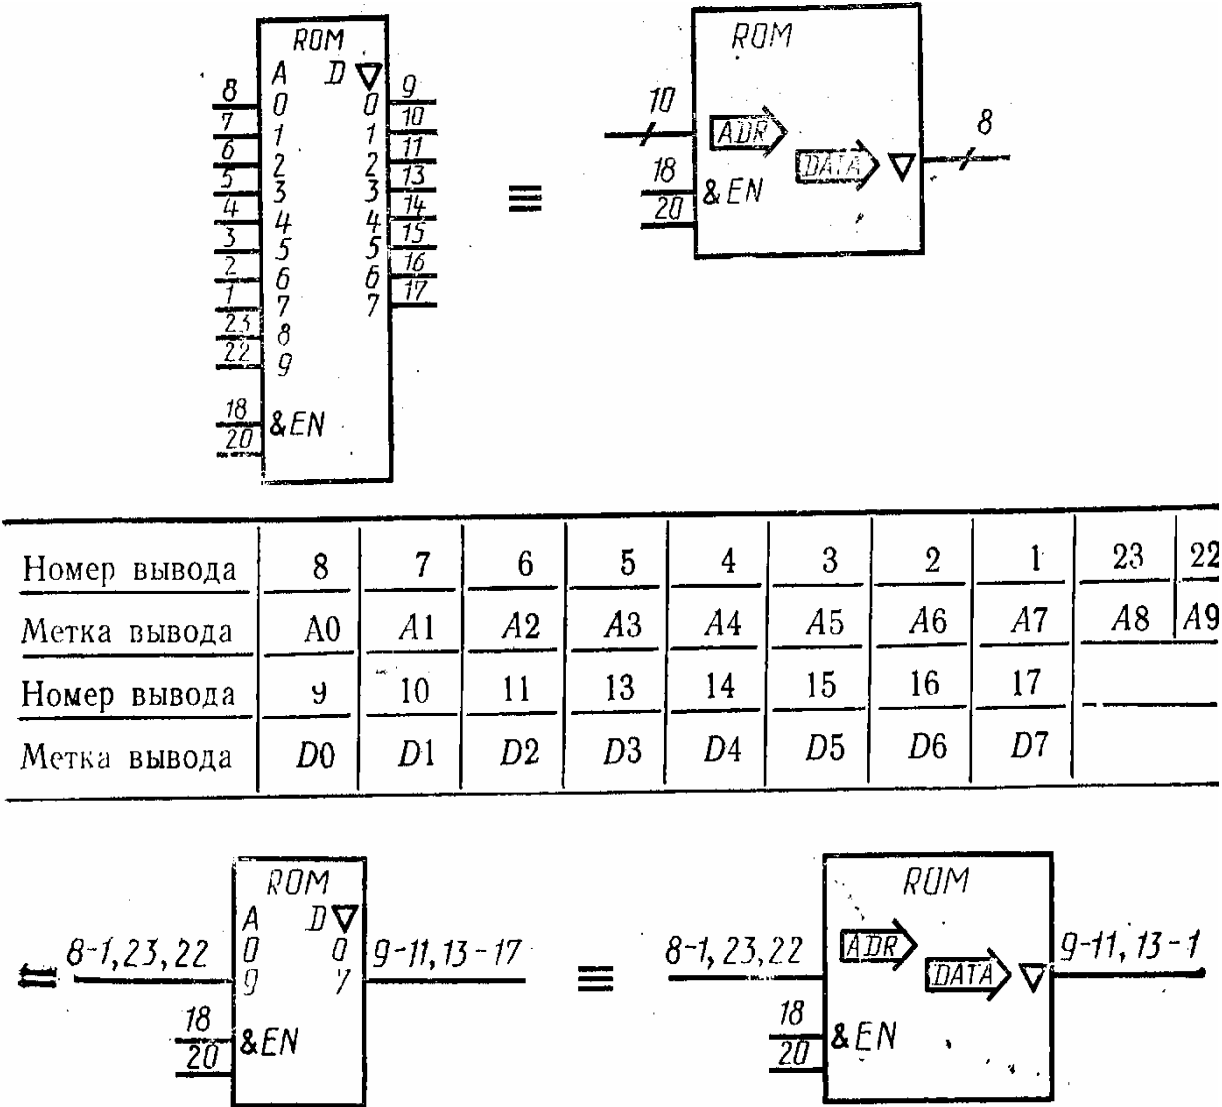 ROM
A D ▽
8 0 0 9
7 1 1 10
6 2 2 11
5 3 3 13
4 4 4 14
3 5 5 15
2 6 6 16
1 7 7 17
23 8
22 9
18 &EN
20
≡
ROM
10 ADR
DATA ▽ 8
18 &EN
20
Номер вывода 8 7 6 5 4 3 2 1 23 22
Метка вывода A0 A1 A2 A3 A4 A5 A6 A7 A8 A9
Номер вывода 9 10 11 13 14 15 16 17
Метка вывода D0 D1 D2 D3 D4 D5 D6 D7
ROM
A D ▽
8-1,23,22 0 0 9-11,13-17
9 7
18 &EN
20
≡
ROM
8-1,23,22 ADR
DATA ▽ 9-11,13-1
18 &EN
20